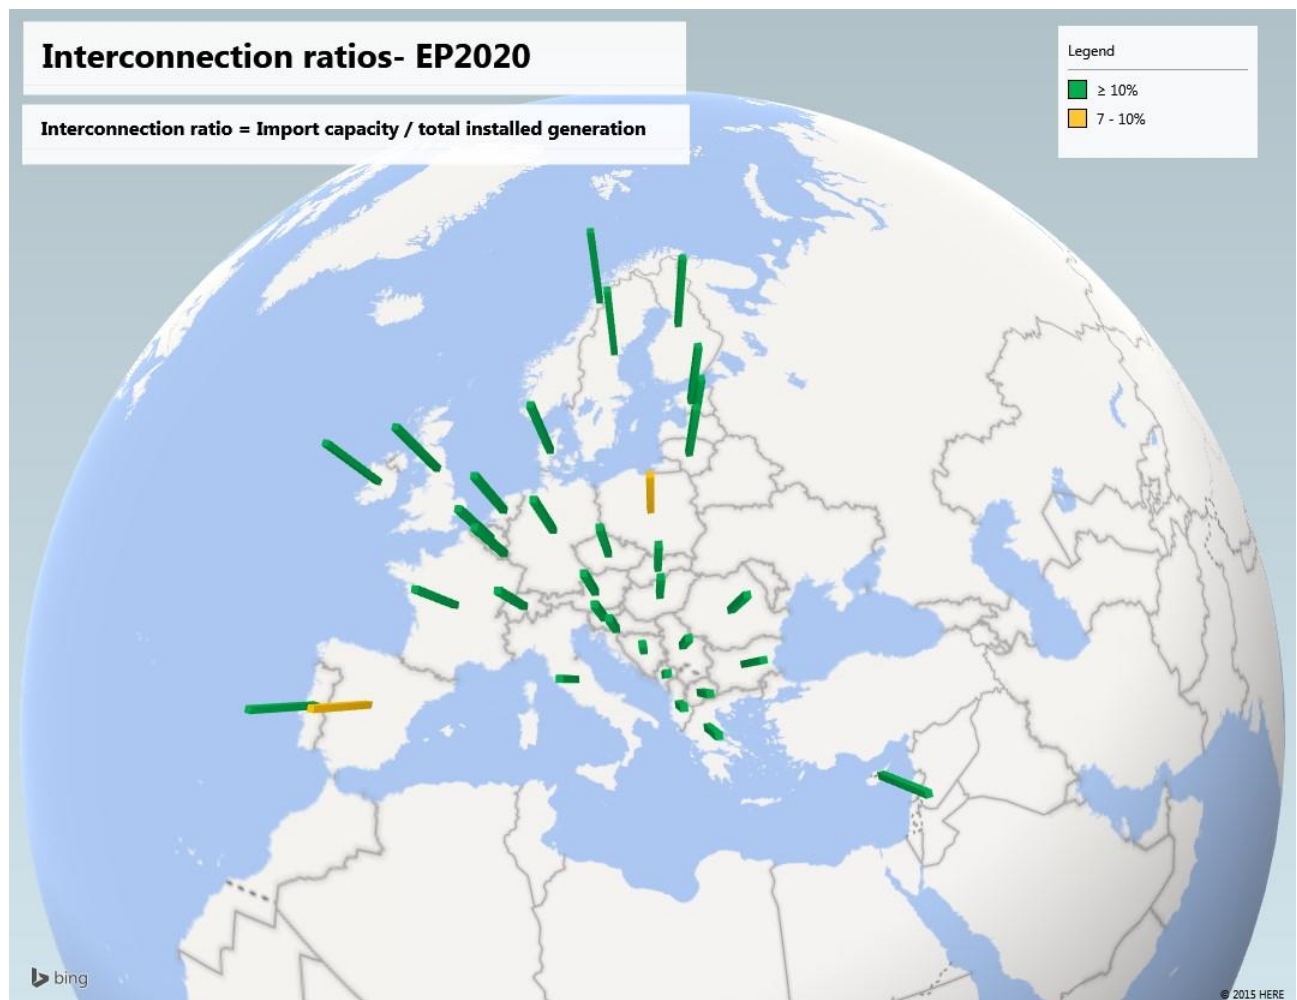 Interconnection ratios- EP2020
Interconnection ratio = Import capacity / total installed generation
Legend
≥ 10%
7 - 10%
bing
© 2015 HERE